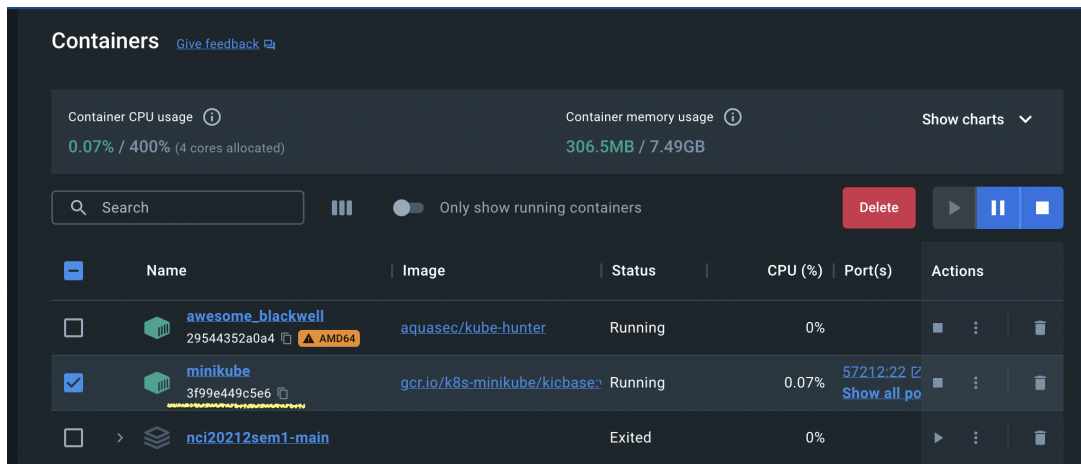 Containers Give feedback
Container CPU usage Container memory usage Show charts
0.07% / 400% (4 cores allocated) 306.5MB / 7.49GB
Search Only show running containers Delete
Name Image Status CPU (%) Port(s) Actions
awesome_blackwell
29544352a0a4 AMD64 aquasec/kube-hunter Running 0%
minikube 57212:22
3f99e449c5e6 gcr.io/k8s-minikube/kicbase: Running 0.07% Show all po
nci20212sem1-main Exited 0%